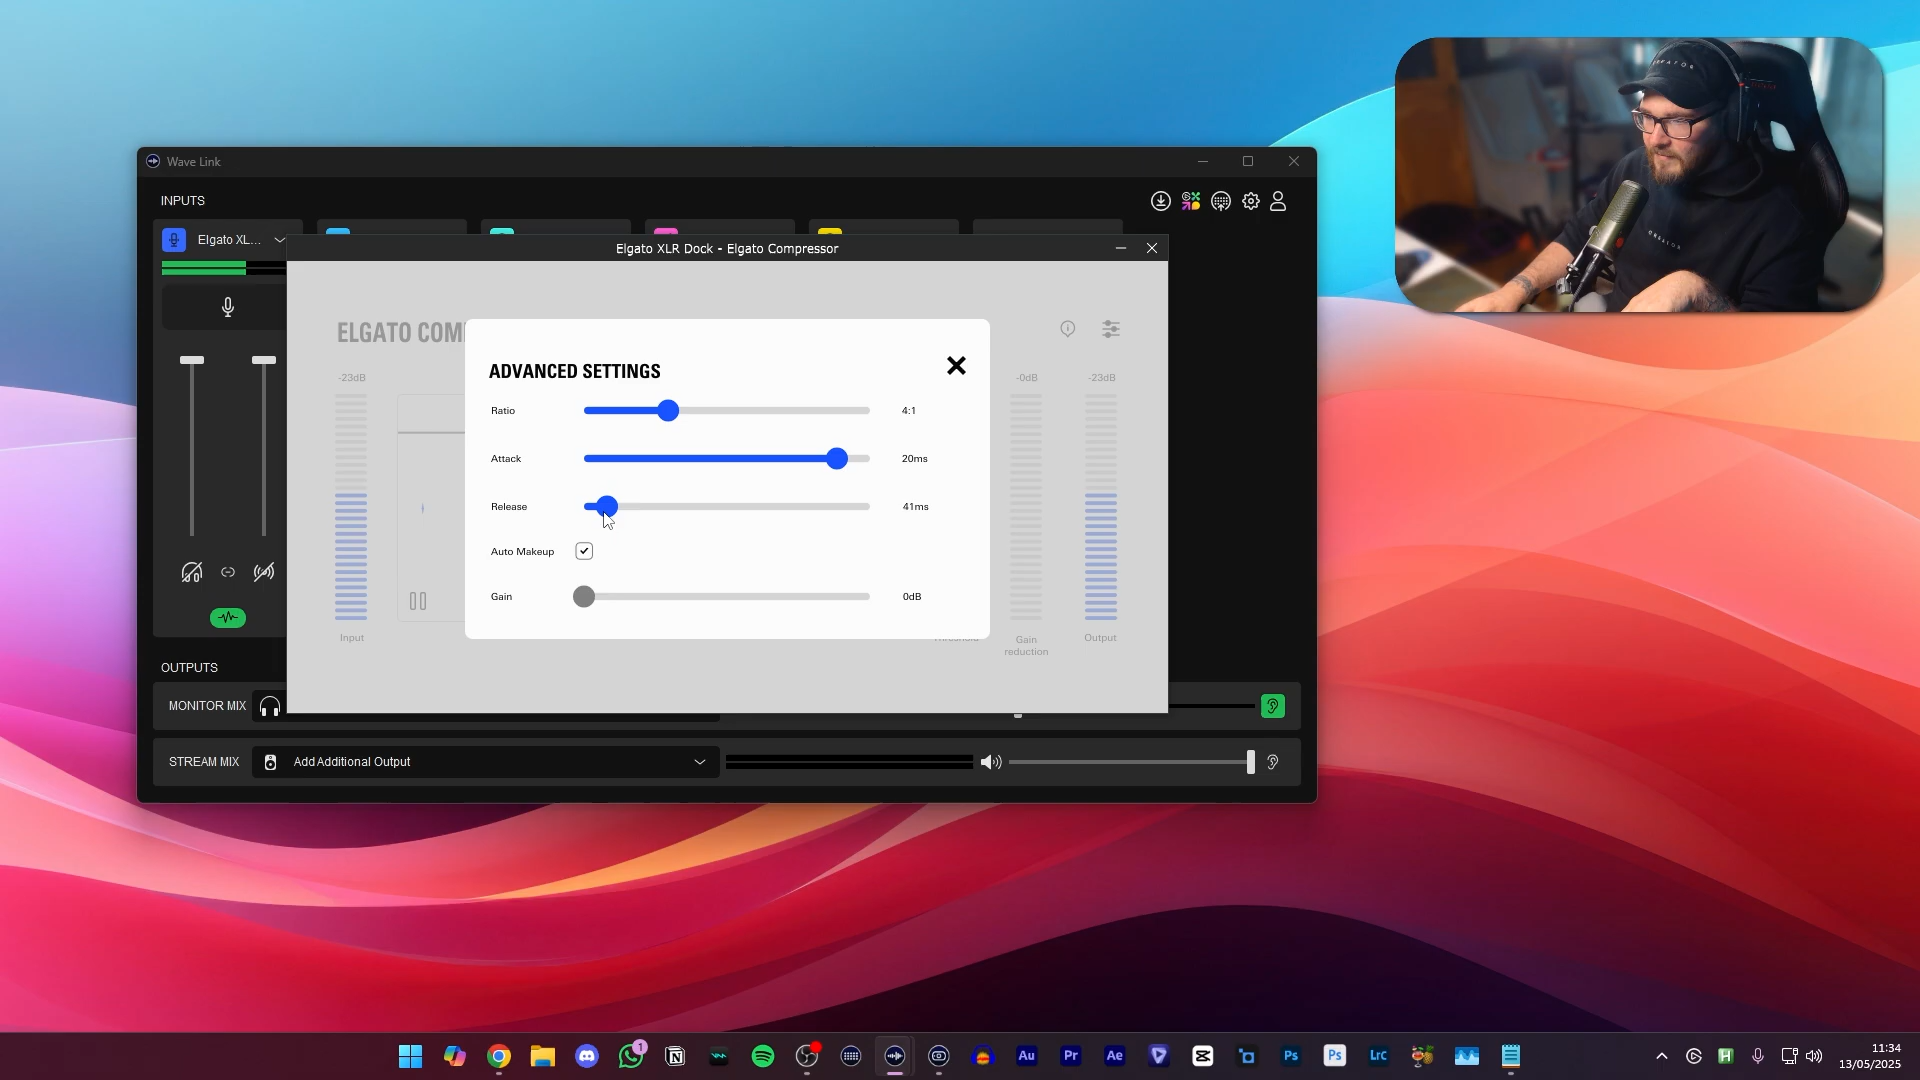 Wave Link
INPUTS
Elgato XL...
Elgato XLR Dock - Elgato Compressor
ELGATO COM
ADVANCED SETTINGS
-23dB
-0dB
-23dB
Ratio
4:1
Attack
20ms
Release
41ms
Auto Makeup
Gain
0dB
Input
Threshold
Gain
reduction
Output
OUTPUTS
MONITOR MIX
STREAM MIX
Add Additional Output
1
Au
Pr
Ae
Ps
Ps
LrC
11:34
13/05/2025